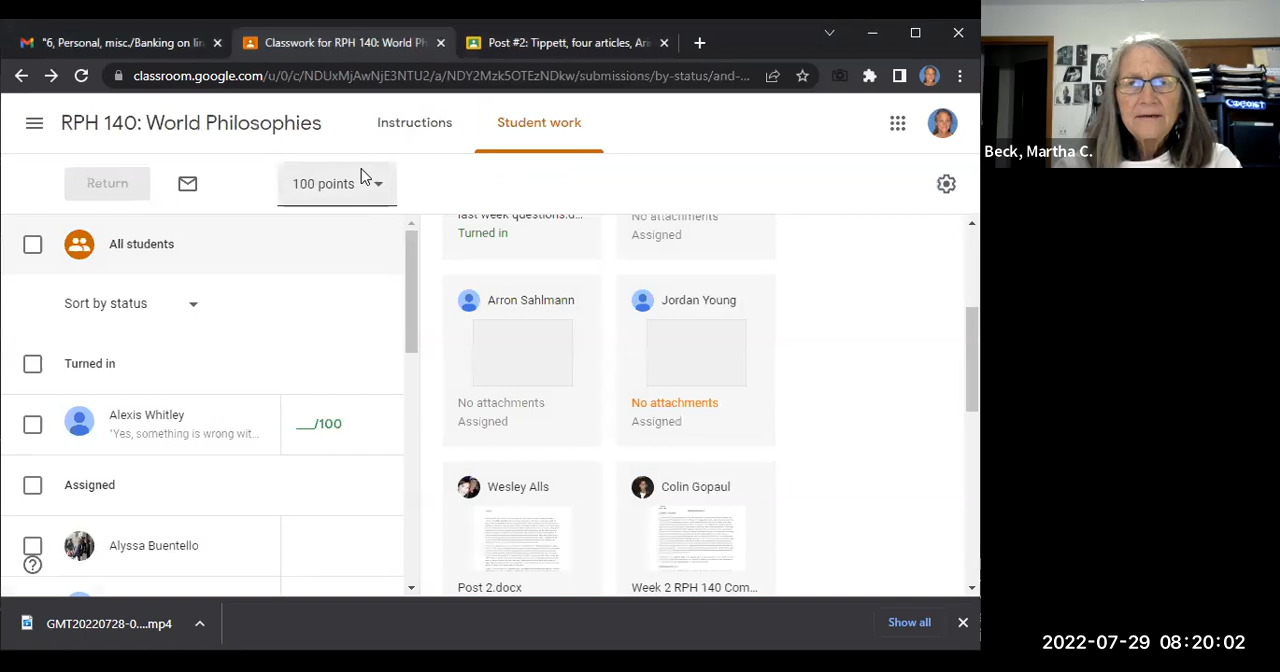 "6, Personal, misc./Banking on lin
Classwork for RPH 140: World Ph
Post #2: Tippett, four articles, Ari
classroom.google.com/u/0/c/NDUxMjAwNjE3NTU2/a/NDY2Mzk5OTEzNDkw/submissions/by-status/and-...
RPH 140: World Philosophies
Instructions
Student work
Return
100 points
All students
Sort by status
Turned in
Alexis Whitley
"Yes, something is wrong wit...
___/100
Assigned
Alyssa Buentello
last week questions.d...
Turned in
No attachments
Assigned
Arron Sahlmann
No attachments
Assigned
Jordan Young
No attachments
Assigned
Wesley Alls
Post 2.docx
Colin Gopaul
Week 2 RPH 140 Com...
GMT20220728-0....mp4
Show all
Beck, Martha C.
2022-07-29 08:20:02